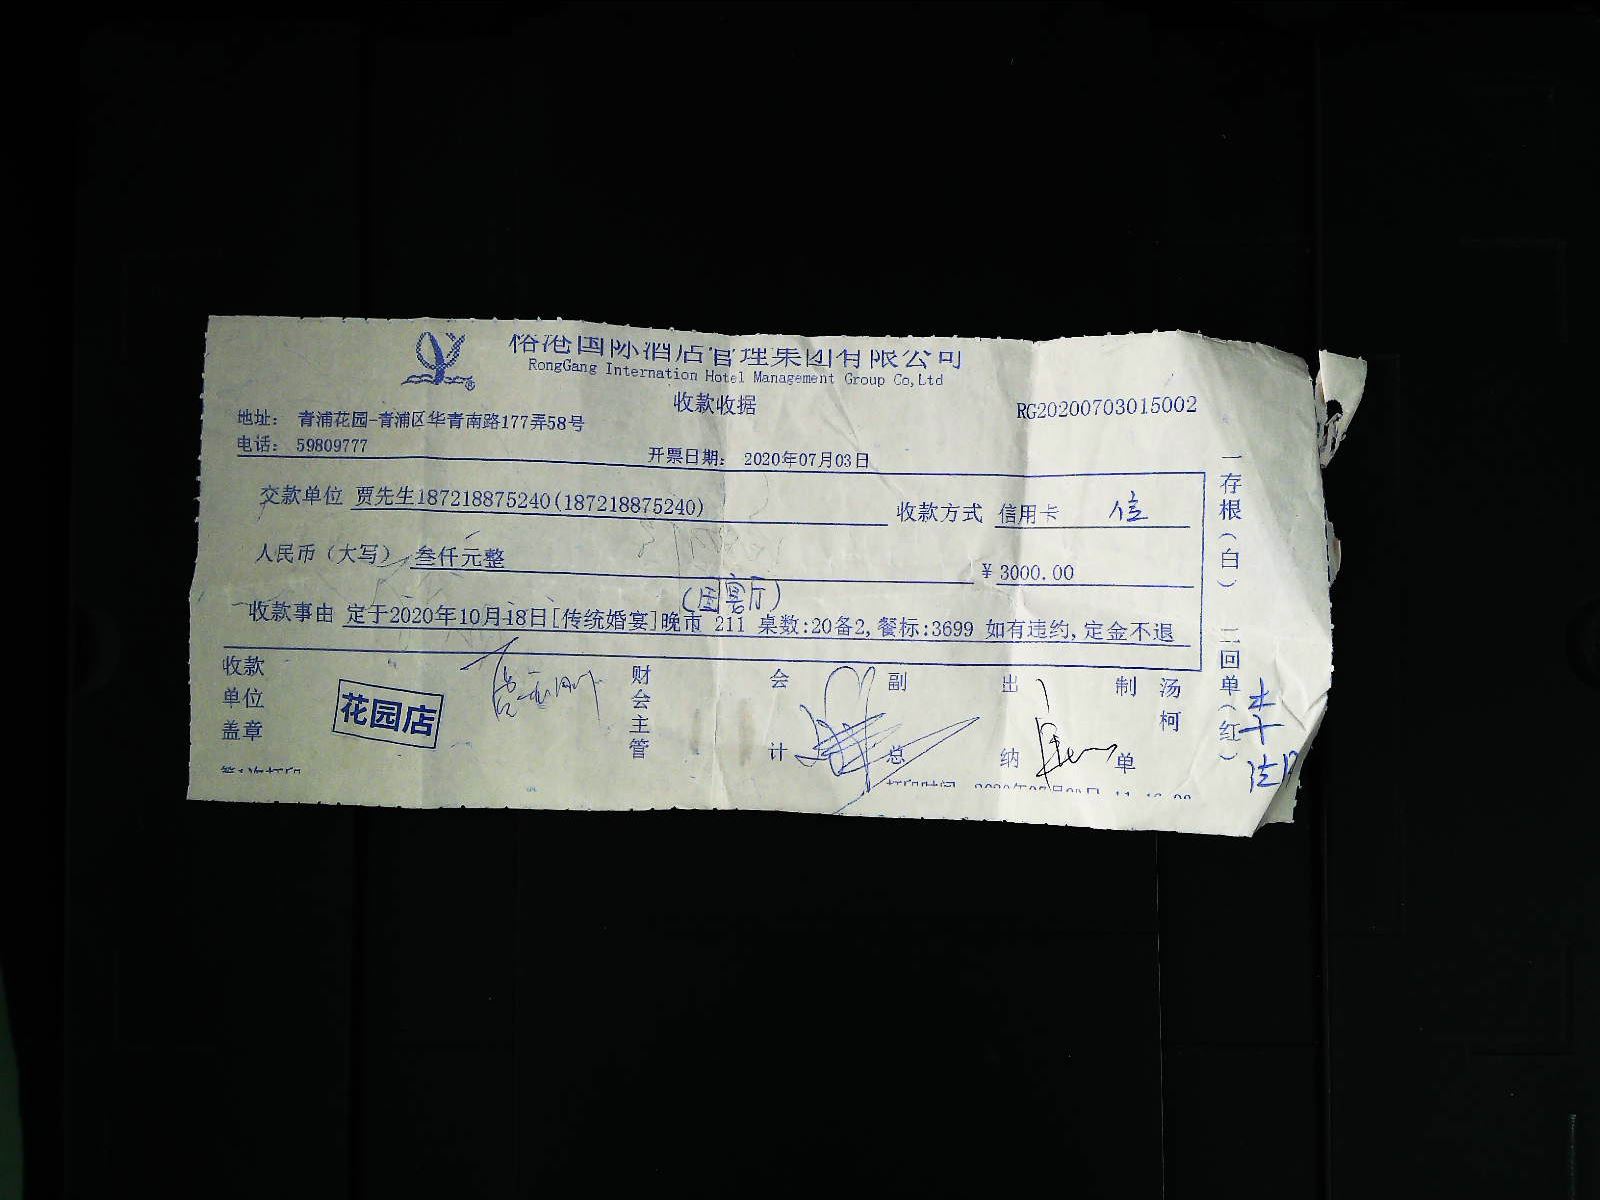 国际酒店管理集团有限公司
RongGang Internation Hotel Management Group Co,Ltd
收款收据
RG20200703015002
地址: 青浦花园-青浦区华青南路177弄58号
电话: 59809777
开票日期: 2020年07月03日
交款单位 贾先生187218875240(187218875240)
收款方式 信用卡 信
人民币(大写) 叁仟元整
¥ 3000.00
(国宴厅)
收款事由 定于2020年10月18日[传统婚宴]晚市 211 桌数:20备2,餐标:3699 如有违约,定金不退
收款单位盖章
花园店
财会主管
会计
副总
出纳
制单
汤柯
一存根(白)
二回单(红)
打印时间